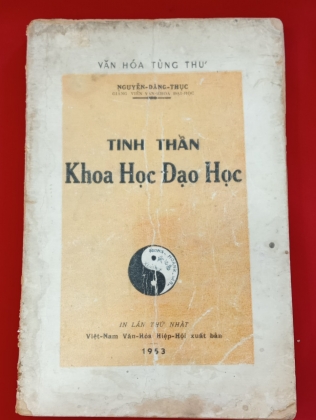 VĂN HÓA TÙNG THƯ
NGUYỄN-ĐĂNG-THỤC
TINH THẦN
Khoa Học Đạo Học
IN LẦN THỨ NHẤT
Việt-Nam Văn-Hóa Hiệp-Hội xuất bản
1953